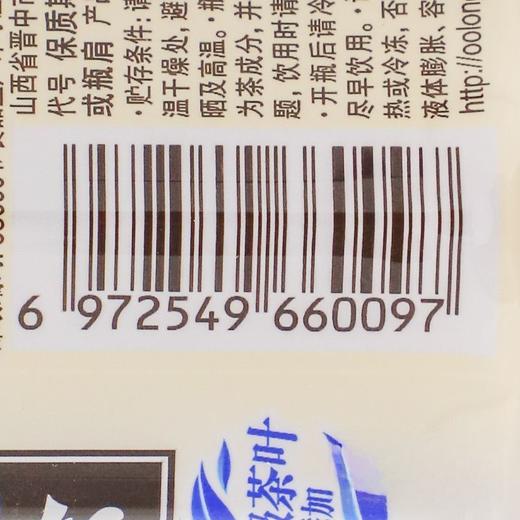 山西省晋中市
代号 保质期
或瓶肩 产
·贮存条件:请
温干燥处,避
晒及高温。·瓶
为茶成分,并
题,饮用时请
·开瓶后请冷
尽早饮用。·
热或冷冻,否
液体膨胀、容
http://oolon
6 972549 660097
茶叶
加